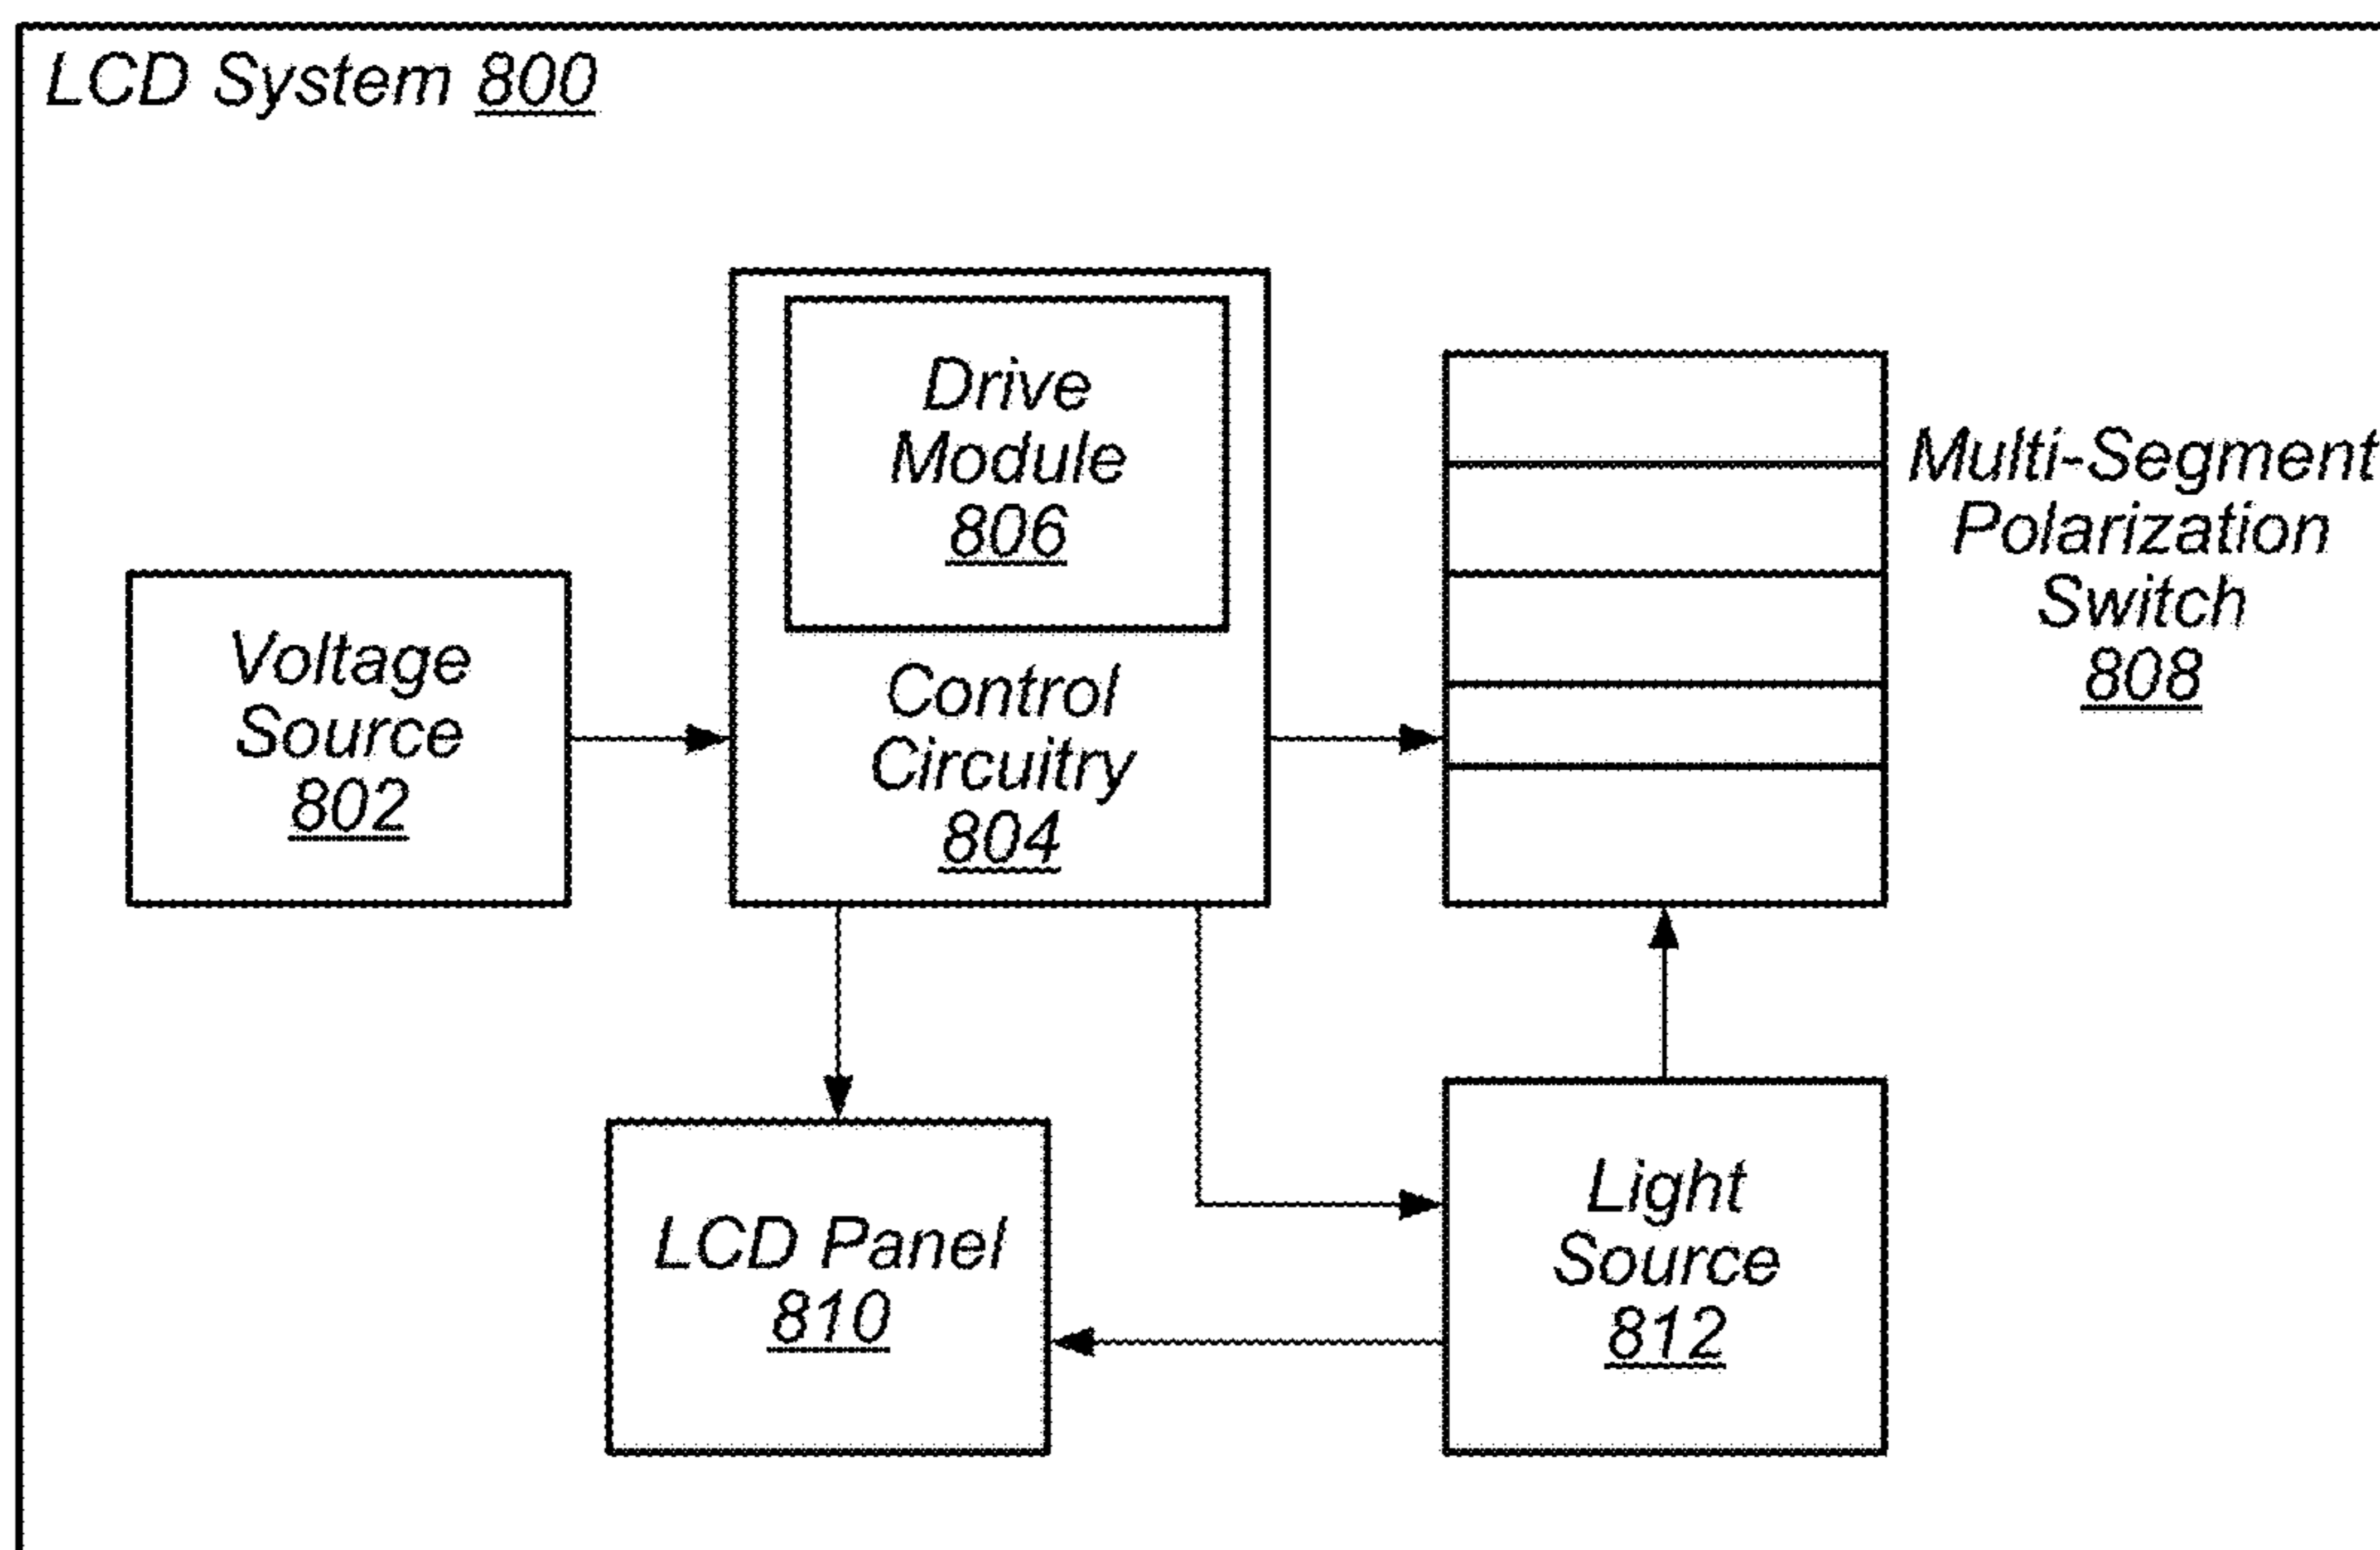 LCD System 800
Drive
Module
806
Control
Circuitry
804
Voltage
Source
802
Multi-Segment
Polarization
Switch
808
LCD Panel
810
Light
Source
812